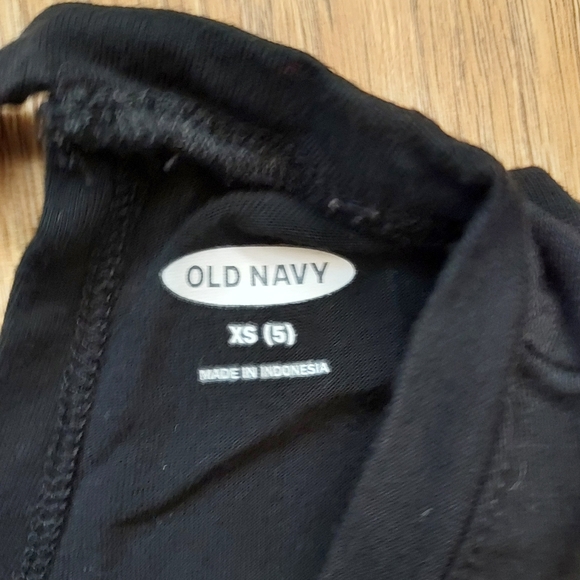 OLD NAVY
XS (5)
MADE IN INDONESIA